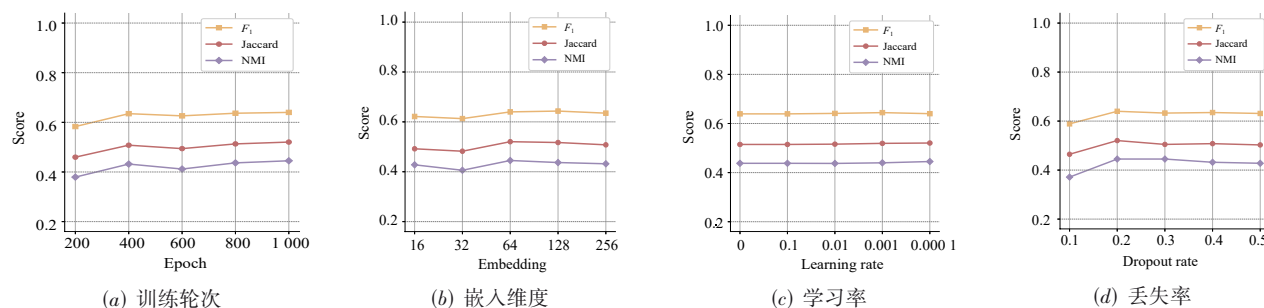 1.0
0.8
0.6
0.4
0.2
Score
F₁
Jaccard
NMI
200 400 600 800 1 000
Epoch
(a) 训练轮次
1.0
0.8
0.6
0.4
0.2
Score
F₁
Jaccard
NMI
16 32 64 128 256
Embedding
(b) 嵌入维度
1.0
0.8
0.6
0.4
0.2
Score
F₁
Jaccard
NMI
0 0.1 0.01 0.001 0.000 1
Learning rate
(c) 学习率
1.0
0.8
0.6
0.4
0.2
Score
F₁
Jaccard
NMI
0.1 0.2 0.3 0.4 0.5
Dropout rate
(d) 丢失率